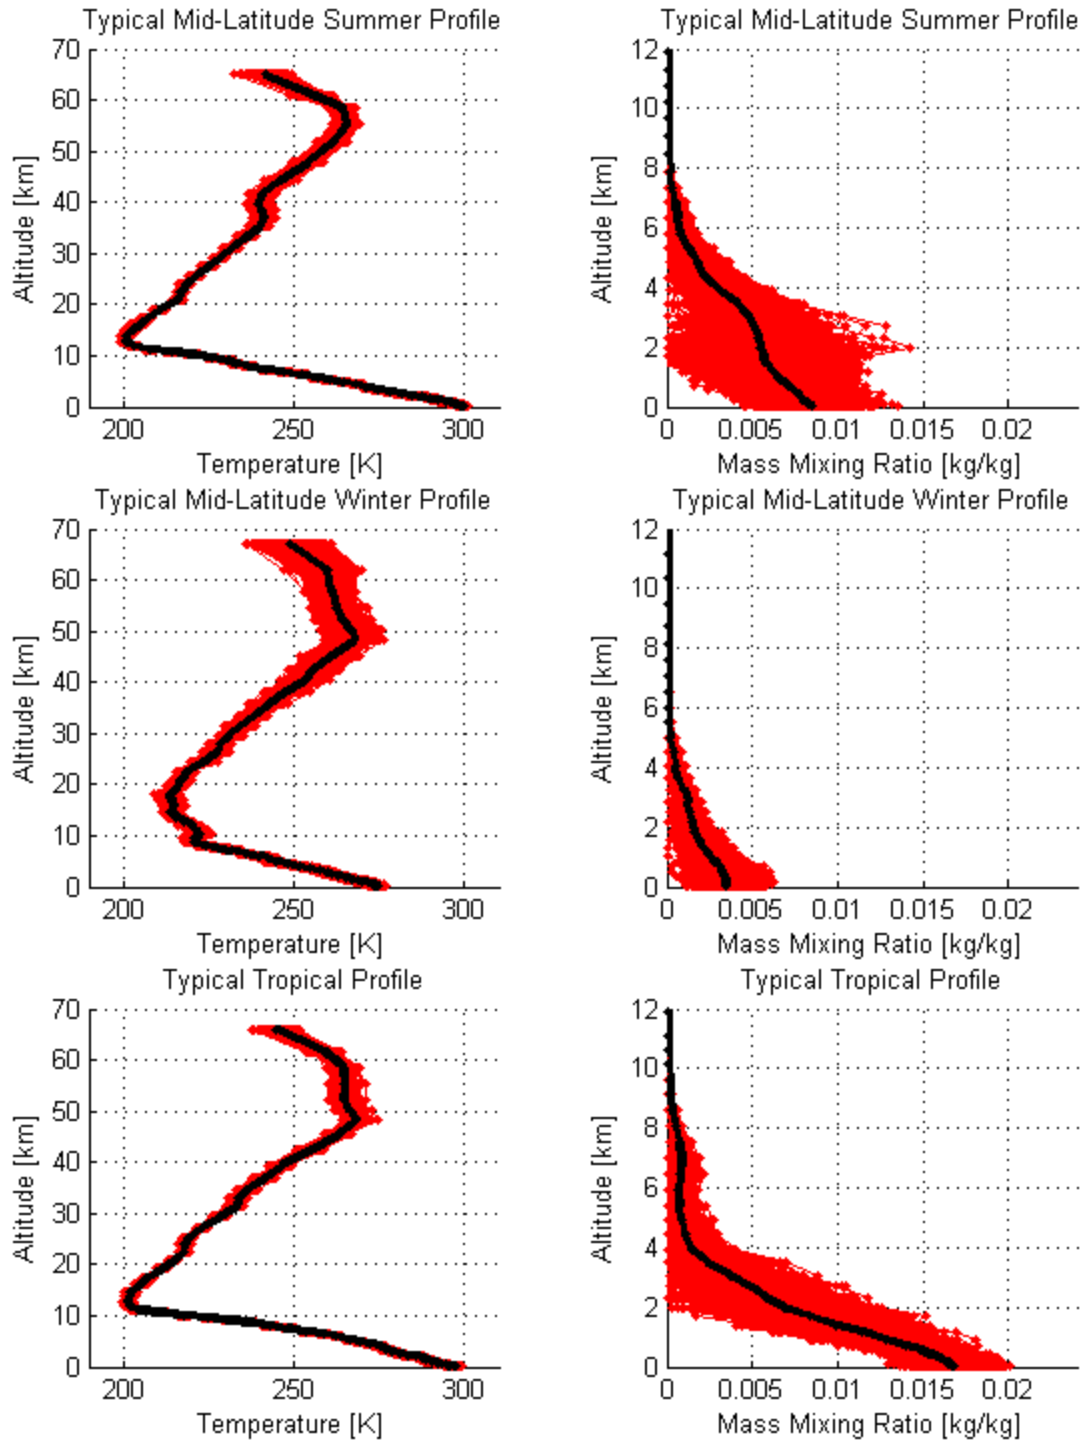 Typical Mid-Latitude Summer Profile
70
60
50
40
30
20
10
0
Altitude [km]
200 250 300
Temperature [K]
Typical Mid-Latitude Summer Profile
12
10
8
6
4
2
0
Altitude [km]
0 0.005 0.01 0.015 0.02
Mass Mixing Ratio [kg/kg]
Typical Mid-Latitude Winter Profile
70
60
50
40
30
20
10
0
Altitude [km]
200 250 300
Temperature [K]
Typical Mid-Latitude Winter Profile
12
10
8
6
4
2
0
Altitude [km]
0 0.005 0.01 0.015 0.02
Mass Mixing Ratio [kg/kg]
Typical Tropical Profile
70
60
50
40
30
20
10
0
Altitude [km]
200 250 300
Temperature [K]
Typical Tropical Profile
12
10
8
6
4
2
0
Altitude [km]
0 0.005 0.01 0.015 0.02
Mass Mixing Ratio [kg/kg]